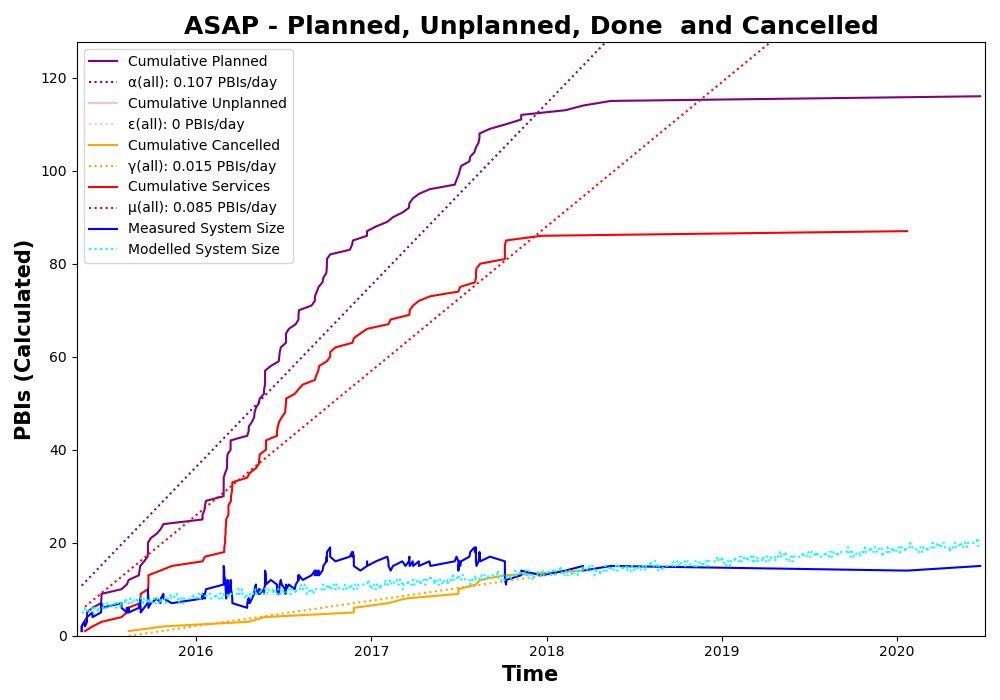 ASAP - Planned, Unplanned, Done  and Cancelled
Cumulative Planned
α(all): 0.107 PBIs/day
Cumulative Unplanned
ε(all): 0 PBIs/day
Cumulative Cancelled
γ(all): 0.015 PBIs/day
Cumulative Services
μ(all): 0.085 PBIs/day
Measured System Size
Modelled System Size
PBIs (Calculated)
120
100
80
60
40
20
0
2016 2017 2018 2019 2020
Time